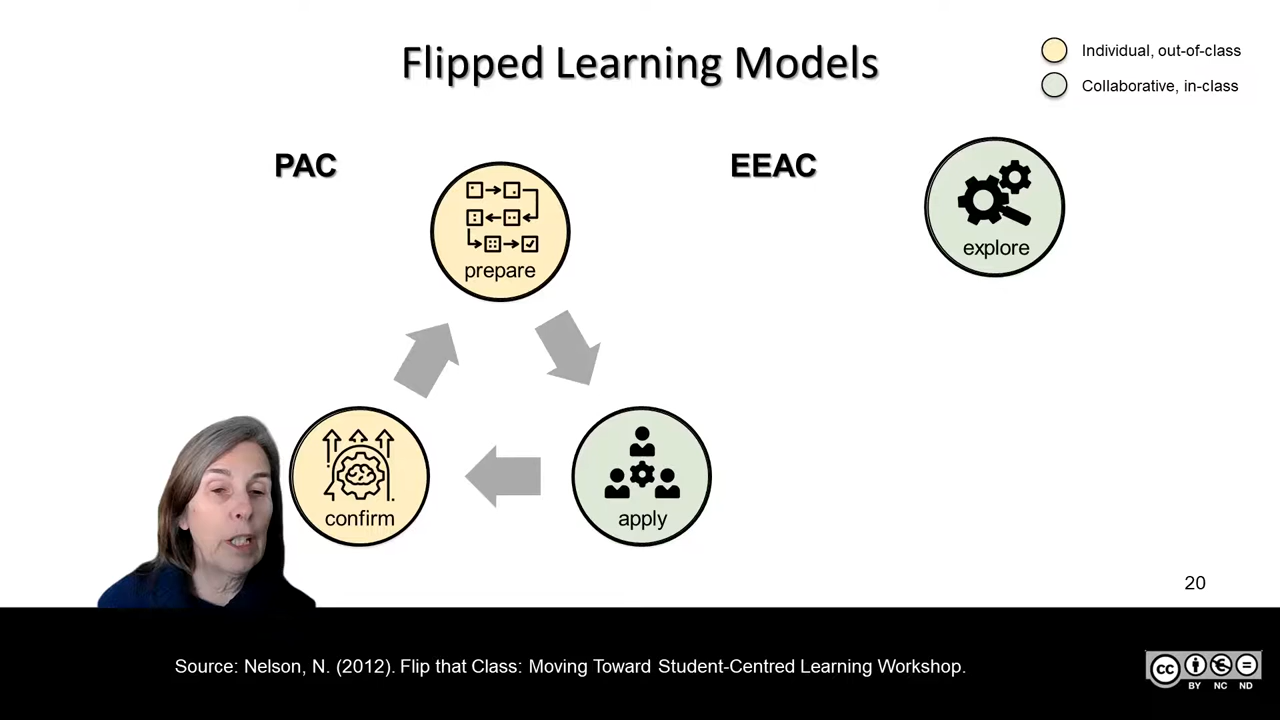 Flipped Learning Models
Individual, out-of-class
Collaborative, in-class
PAC
prepare
confirm
apply
EEAC
explore
20
Source: Nelson, N. (2012). Flip that Class: Moving Toward Student-Centred Learning Workshop.
cc
BY NC ND